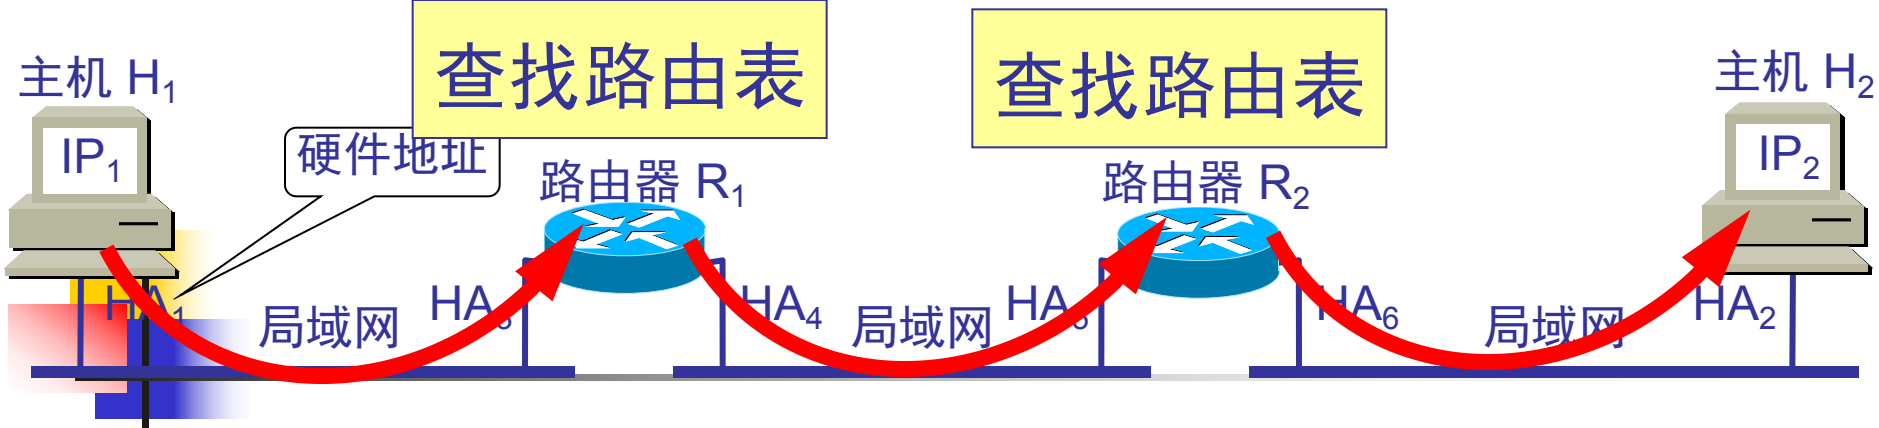 查找路由表
查找路由表
主机 H₁
主机 H₂
IP₁
硬件地址
路由器 R₁
路由器 R₂
IP₂
HA₁
局域网
HA
HA₄
局域网
HA
HA₆
局域网
HA₂